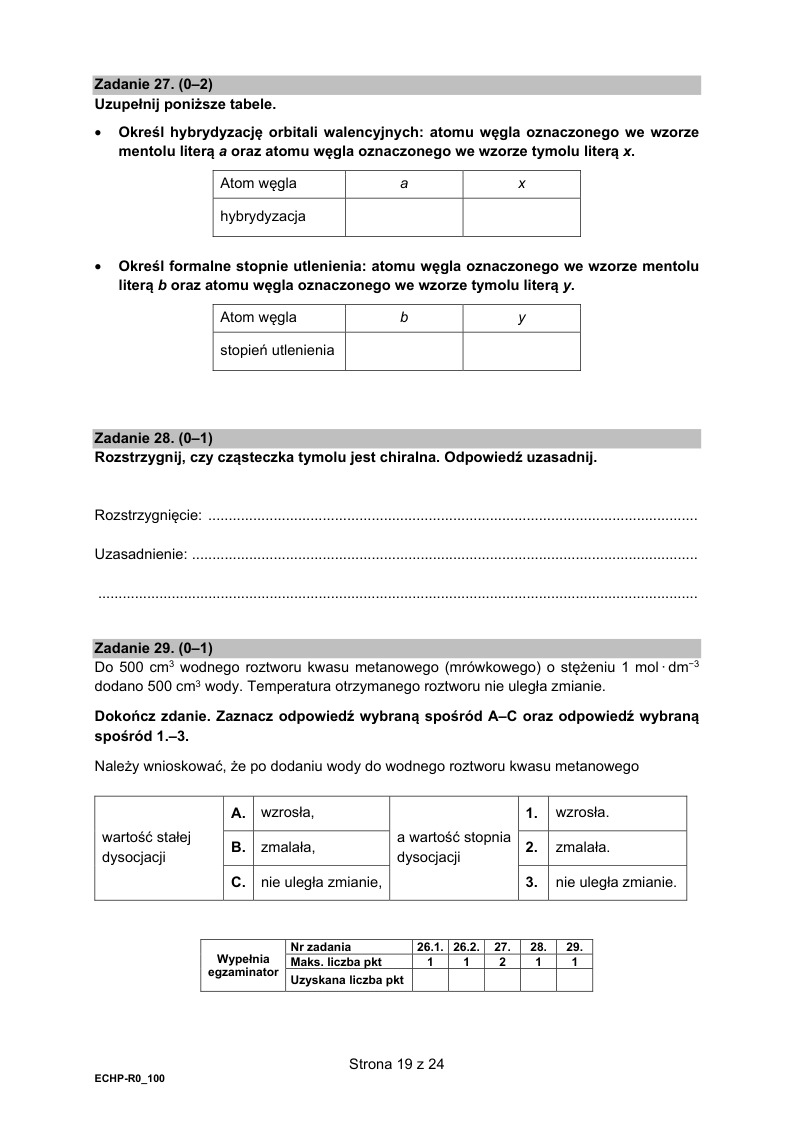 Zadanie 27. (0–2)
Uzupełnij poniższe tabele.
• Określ hybrydyzację orbitali walencyjnych: atomu węgla oznaczonego we wzorze
mentolu literą a oraz atomu węgla oznaczonego we wzorze tymolu literą x.
Atom węgla a x
hybrydyzacja
• Określ formalne stopnie utlenienia: atomu węgla oznaczonego we wzorze mentolu
literą b oraz atomu węgla oznaczonego we wzorze tymolu literą y.
Atom węgla b y
stopień utlenienia
Zadanie 28. (0–1)
Rozstrzygnij, czy cząsteczka tymolu jest chiralna. Odpowiedź uzasadnij.
Rozstrzygnięcie: ........................................................................................................................
Uzasadnienie: ............................................................................................................................
...................................................................................................................................................
Zadanie 29. (0–1)
Do 500 cm³ wodnego roztworu kwasu metanowego (mrówkowego) o stężeniu 1 mol · dm⁻³
dodano 500 cm³ wody. Temperatura otrzymanego roztworu nie uległa zmianie.
Dokończ zdanie. Zaznacz odpowiedź wybraną spośród A–C oraz odpowiedź wybraną
spośród 1.–3.
Należy wnioskować, że po dodaniu wody do wodnego roztworu kwasu metanowego
wartość stałej
dysocjacji
A. wzrosła,
B. zmalała,
C. nie uległa zmianie,
a wartość stopnia
dysocjacji
1. wzrosła.
2. zmalała.
3. nie uległa zmianie.
Wypełnia
egzaminator
Nr zadania 26.1. 26.2. 27. 28. 29.
Maks. liczba pkt 1 1 2 1 1
Uzyskana liczba pkt
Strona 19 z 24
ECHP-R0_100